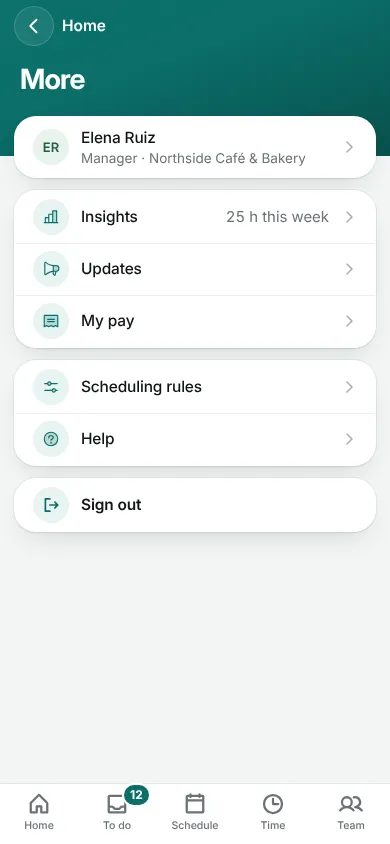 Home
More
ER
Elena Ruiz
Manager · Northside Café & Bakery
Insights 25 h this week
Updates
My pay
Scheduling rules
Help
Sign out
12
Home To do Schedule Time Team